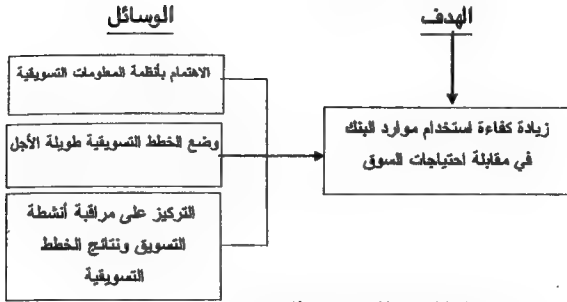 الهدف
الوسائل
الاهتمام بأنظمة المعلومات التسويقية
وضع الخطط التسويقية طويلة الأجل
التركيز على مراقبة أنشطة
التسويق ونتائج الخطط
التسويقية
زيادة كفاءة استخدام موارد البنك
في مقابلة احتياجات السوق